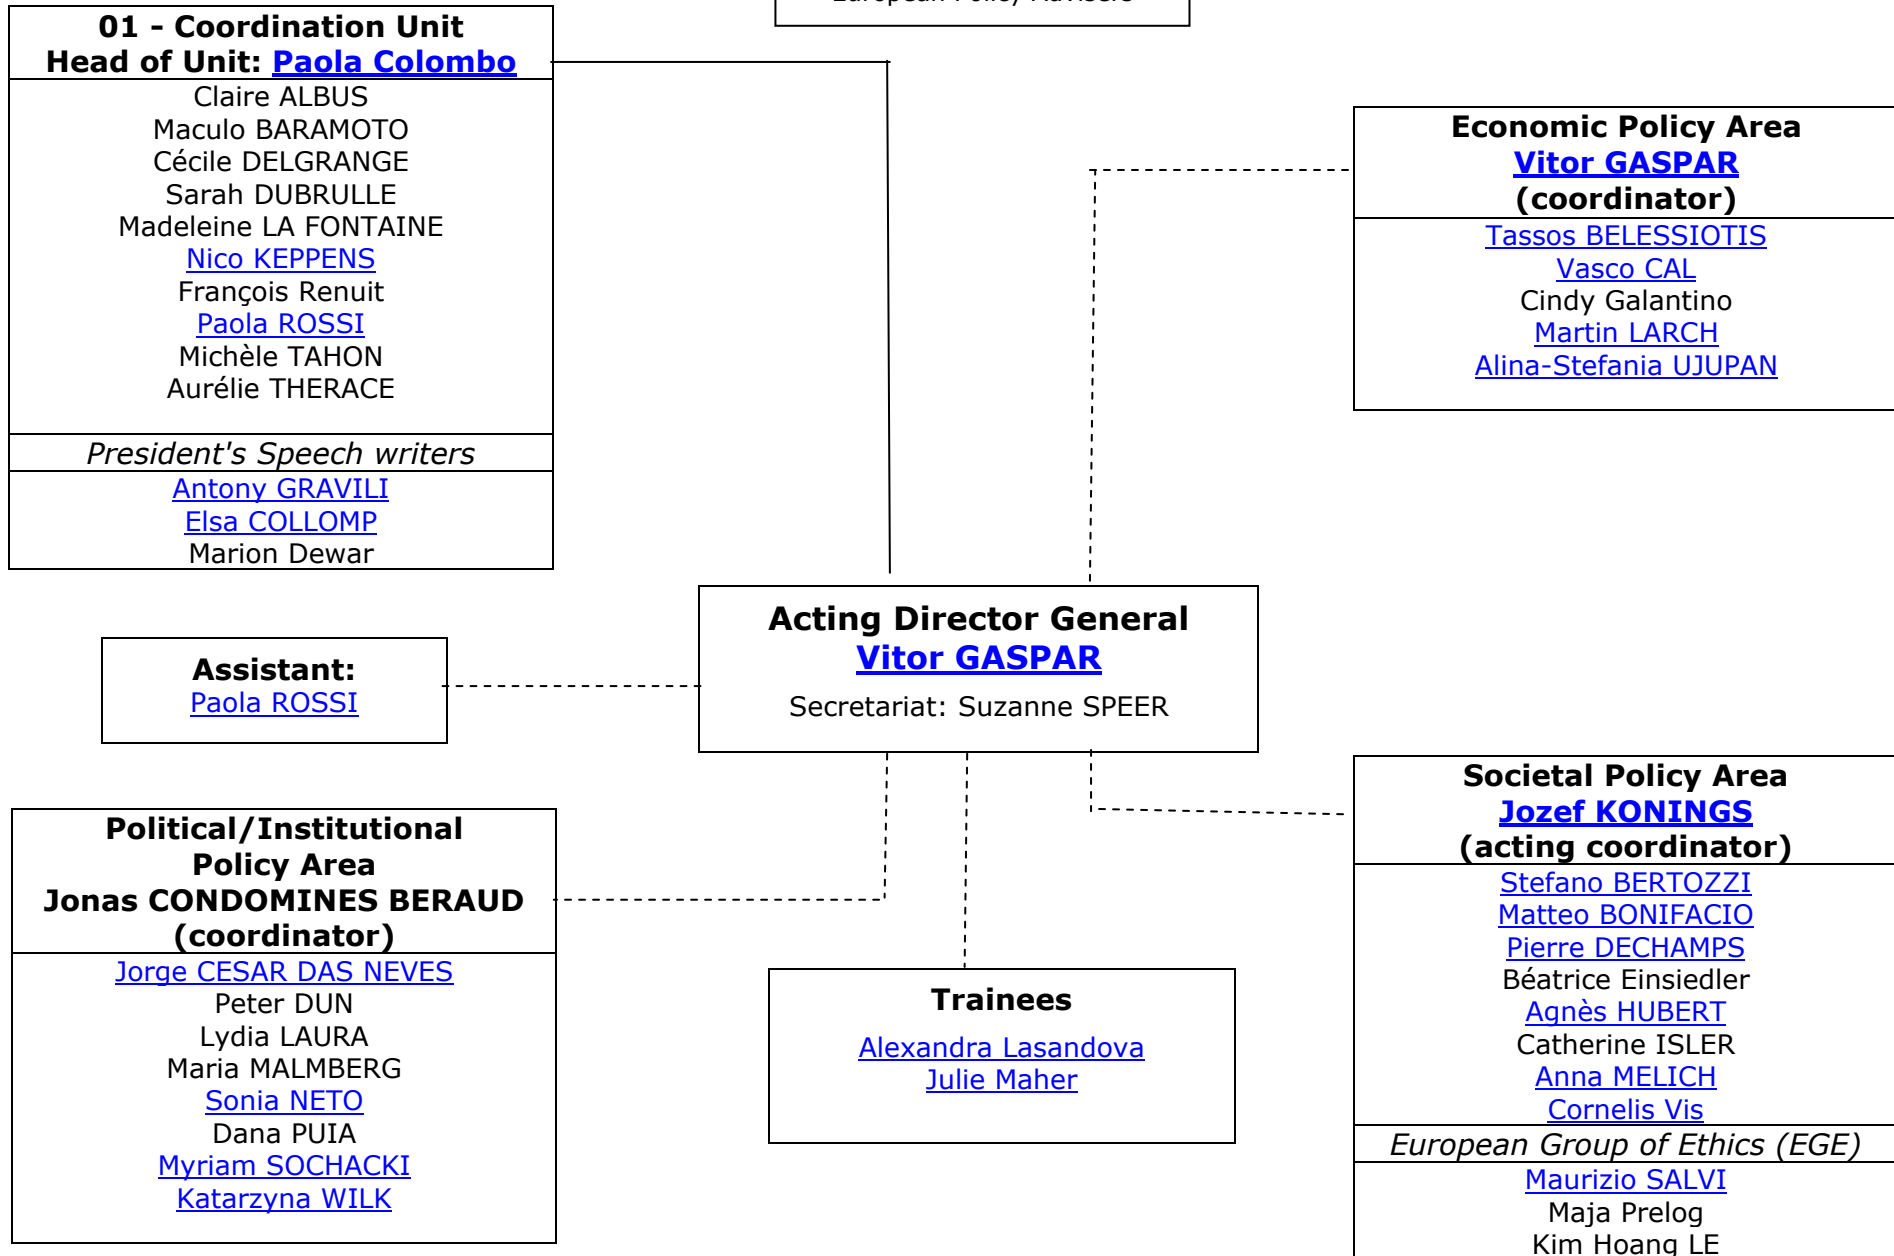 European Policy Advisers
01 - Coordination Unit
Head of Unit: Paola Colombo
Claire ALBUS
Maculo BARAMOTO
Cécile DELGRANGE
Sarah DUBRULLE
Madeleine LA FONTAINE
Nico KEPPENS
François Renuit
Paola ROSSI
Michèle TAHON
Aurélie THERACE
President's Speech writers
Antony GRAVILI
Elsa COLLOMP
Marion Dewar
Economic Policy Area
Vitor GASPAR
(coordinator)
Tassos BELESSIOTIS
Vasco CAL
Cindy Galantino
Martin LARCH
Alina-Stefania UJUPAN
Acting Director General
Vitor GASPAR
Secretariat: Suzanne SPEER
Assistant:
Paola ROSSI
Political/Institutional
Policy Area
Jonas CONDOMINES BERAUD
(coordinator)
Jorge CESAR DAS NEVES
Peter DUN
Lydia LAURA
Maria MALMBERG
Sonia NETO
Dana PUIA
Myriam SOCHACKI
Katarzyna WILK
Trainees
Alexandra Lasandova
Julie Maher
Societal Policy Area
Jozef KONINGS
(acting coordinator)
Stefano BERTOZZI
Matteo BONIFACIO
Pierre DECHAMPS
Béatrice Einsiedler
Agnès HUBERT
Catherine ISLER
Anna MELICH
Cornelis Vis
European Group of Ethics (EGE)
Maurizio SALVI
Maja Prelog
Kim Hoang LE